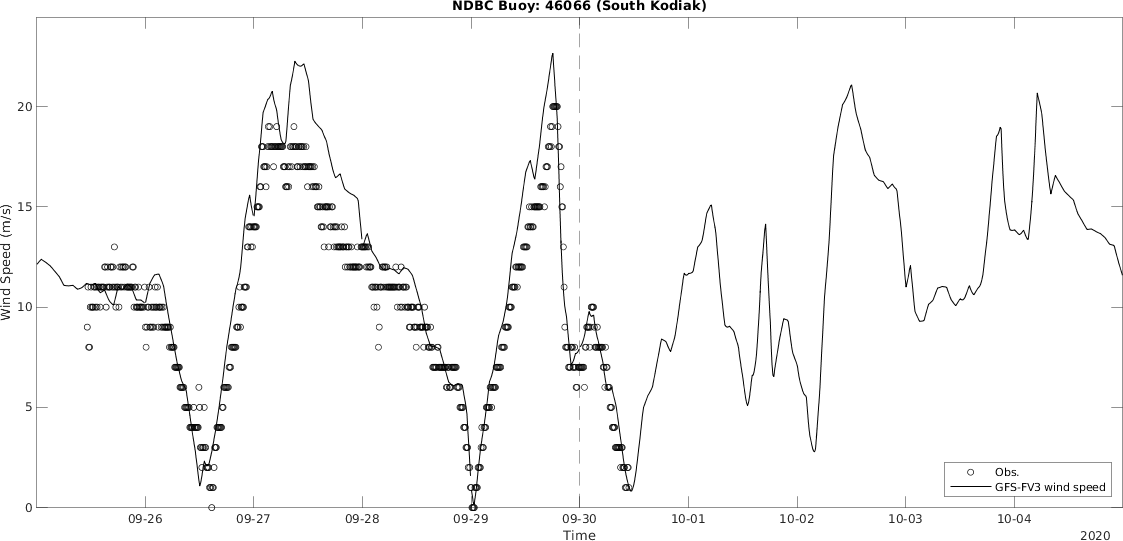 NDBC Buoy: 46066 (South Kodiak)
Wind Speed (m/s)
20
15
10
5
0
09-26 09-27 09-28 09-29 09-30 10-01 10-02 10-03 10-04
Time
2020
Obs.
GFS-FV3 wind speed